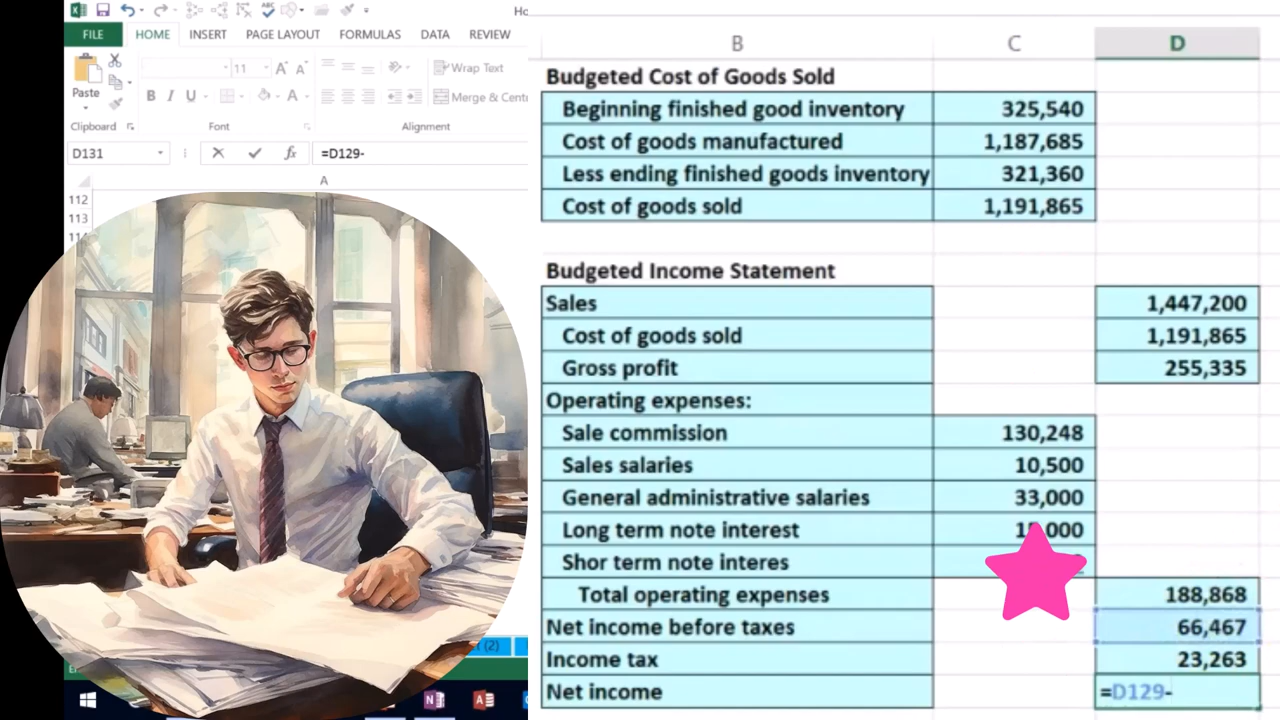 Ho
FILE HOME INSERT PAGE LAYOUT FORMULAS DATA REVIEW
11 A A Wrap Text
Paste B I U A Merge & Cent
Clipboard Font Alignment
D131 fx =D129-
A
112
113
(2)
B C D
Budgeted Cost of Goods Sold
Beginning finished good inventory 325,540
Cost of goods manufactured 1,187,685
Less ending finished goods inventory 321,360
Cost of goods sold 1,191,865
Budgeted Income Statement
Sales 1,447,200
Cost of goods sold 1,191,865
Gross profit 255,335
Operating expenses:
Sale commission 130,248
Sales salaries 10,500
General administrative salaries 33,000
Long term note interest
Shor term note interes
Total operating expenses 188,868
Net income before taxes 66,467
Income tax 23,263
Net income =D129-